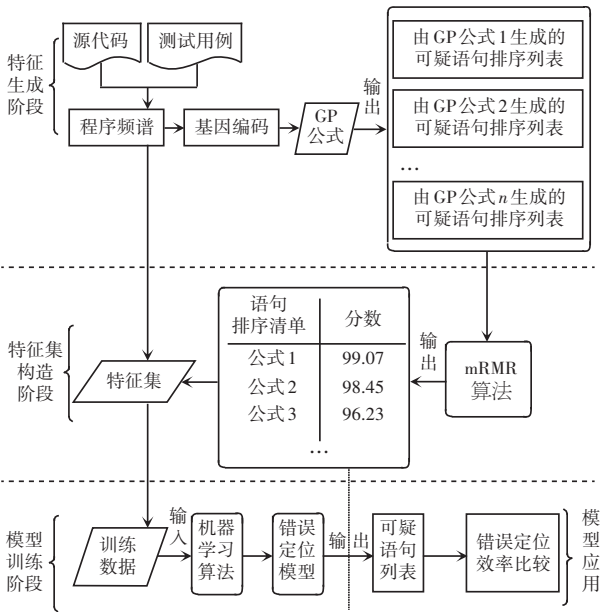 特征
生成
阶段
源代码
测试用例
程序频谱
基因编码
GP
公式
输
出
由GP公式1生成的
可疑语句排序列表
由GP公式2生成的
可疑语句排序列表
…
由GP公式n生成的
可疑语句排序列表
特征集
构造
阶段
特征集
语句
排序清单
分数
公式1 99.07
公式2 98.45
公式3 96.23
…
输
出
mRMR
算法
模型
训练
阶段
训练
数据
输
入
机器
学习
算法
错误
定位
模型
输 出
可疑
语句
列表
错误定位
效率比较
模
型
应
用